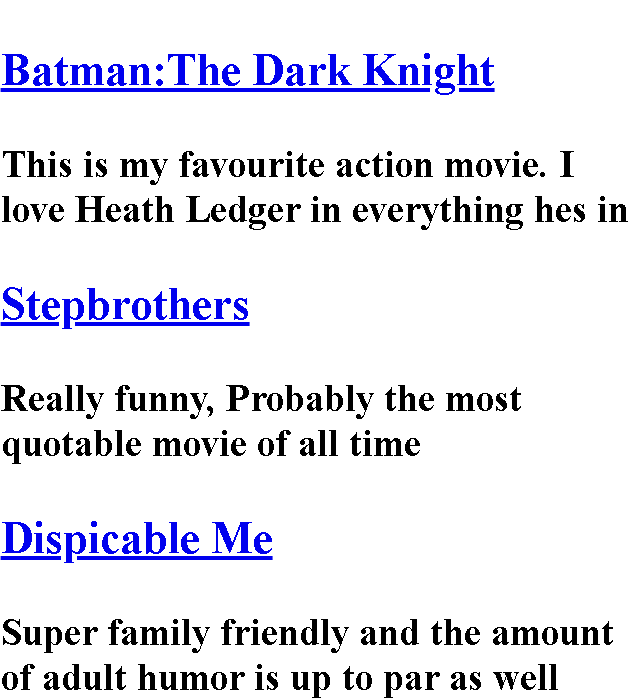 Batman:The Dark Knight
This is my favourite action movie. I
love Heath Ledger in everything hes in
Stepbrothers
Really funny, Probably the most
quotable movie of all time
Dispicable Me
Super family friendly and the amount
of adult humor is up to par as well